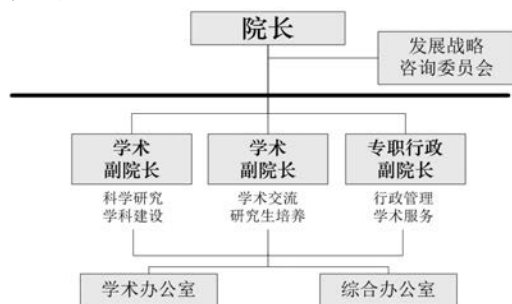 院长
发展战略
咨询委员会
学术
副院长
学术
副院长
专职行政
副院长
科学研究
学科建设
学术交流
研究生培养
行政管理
学术服务
学术办公室
综合办公室